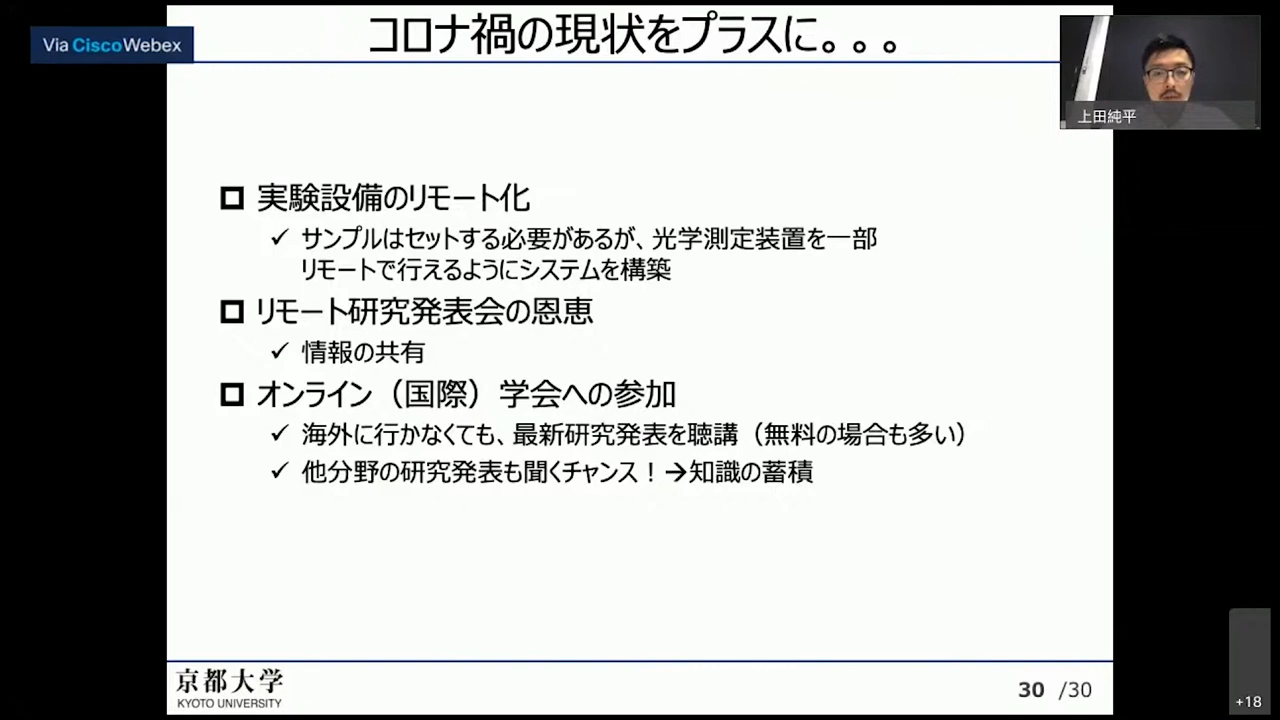 Via Cisco Webex
コロナ禍の現状をプラスに。。。
上田純平
実験設備のリモート化
✓ サンプルはセットする必要があるが、光学測定装置を一部
リモートで行えるようにシステムを構築
リモート研究発表会の恩恵
✓ 情報の共有
オンライン（国際）学会への参加
✓ 海外に行かなくても、最新研究発表を聴講（無料の場合も多い）
✓ 他分野の研究発表も聞くチャンス！→知識の蓄積
京都大学
KYOTO UNIVERSITY
30 /30
+18